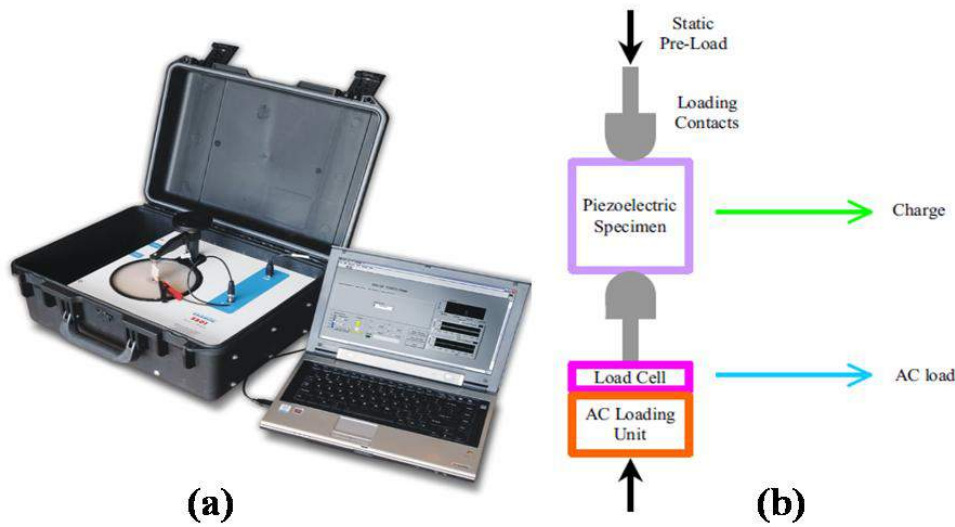 Static
Pre-Load
Loading
Contacts
Piezoelectric
Specimen
Charge
Load Cell
AC load
AC Loading
Unit
(a)
(b)